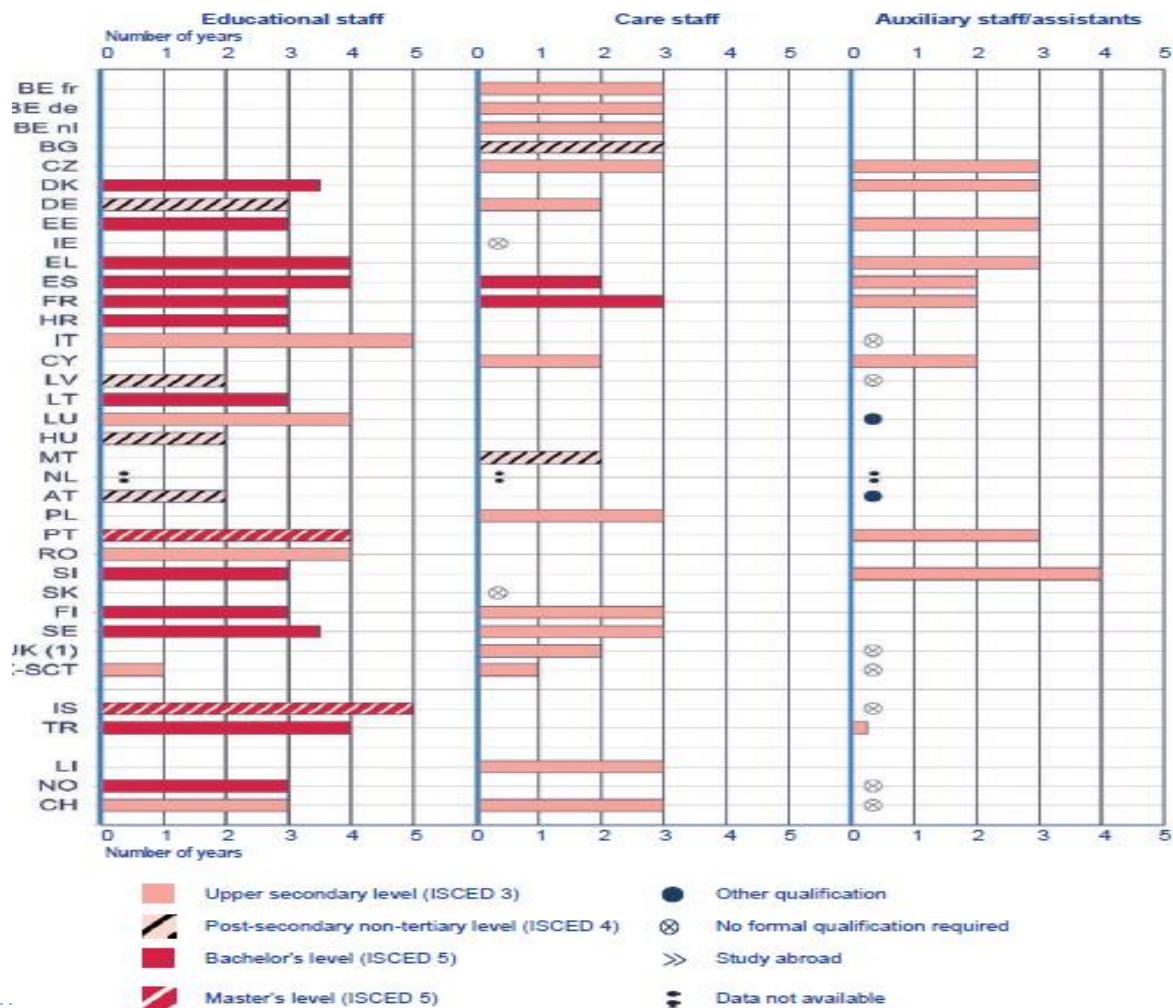 Educational staff Care staff Auxiliary staff/assistants
Number of years
0 1 2 3 4 5 0 1 2 3 4 5 0 1 2 3 4 5
BE fr
BE de
BE nl
BG
CZ
DK
DE
EE
IE
EL
ES
FR
HR
IT
CY
LV
LT
LU
HU
MT
NL
AT
PL
PT
RO
SI
SK
FI
SE
UK (1)
-SCT
IS
TR
LI
NO
CH
0 1 2 3 4 5 0 1 2 3 4 5 0 1 2 3 4 5
Number of years
Upper secondary level (ISCED 3) Other qualification
Post-secondary non-tertiary level (ISCED 4) No formal qualification required
Bachelor's level (ISCED 5) Study abroad
Master's level (ISCED 5) Data not available